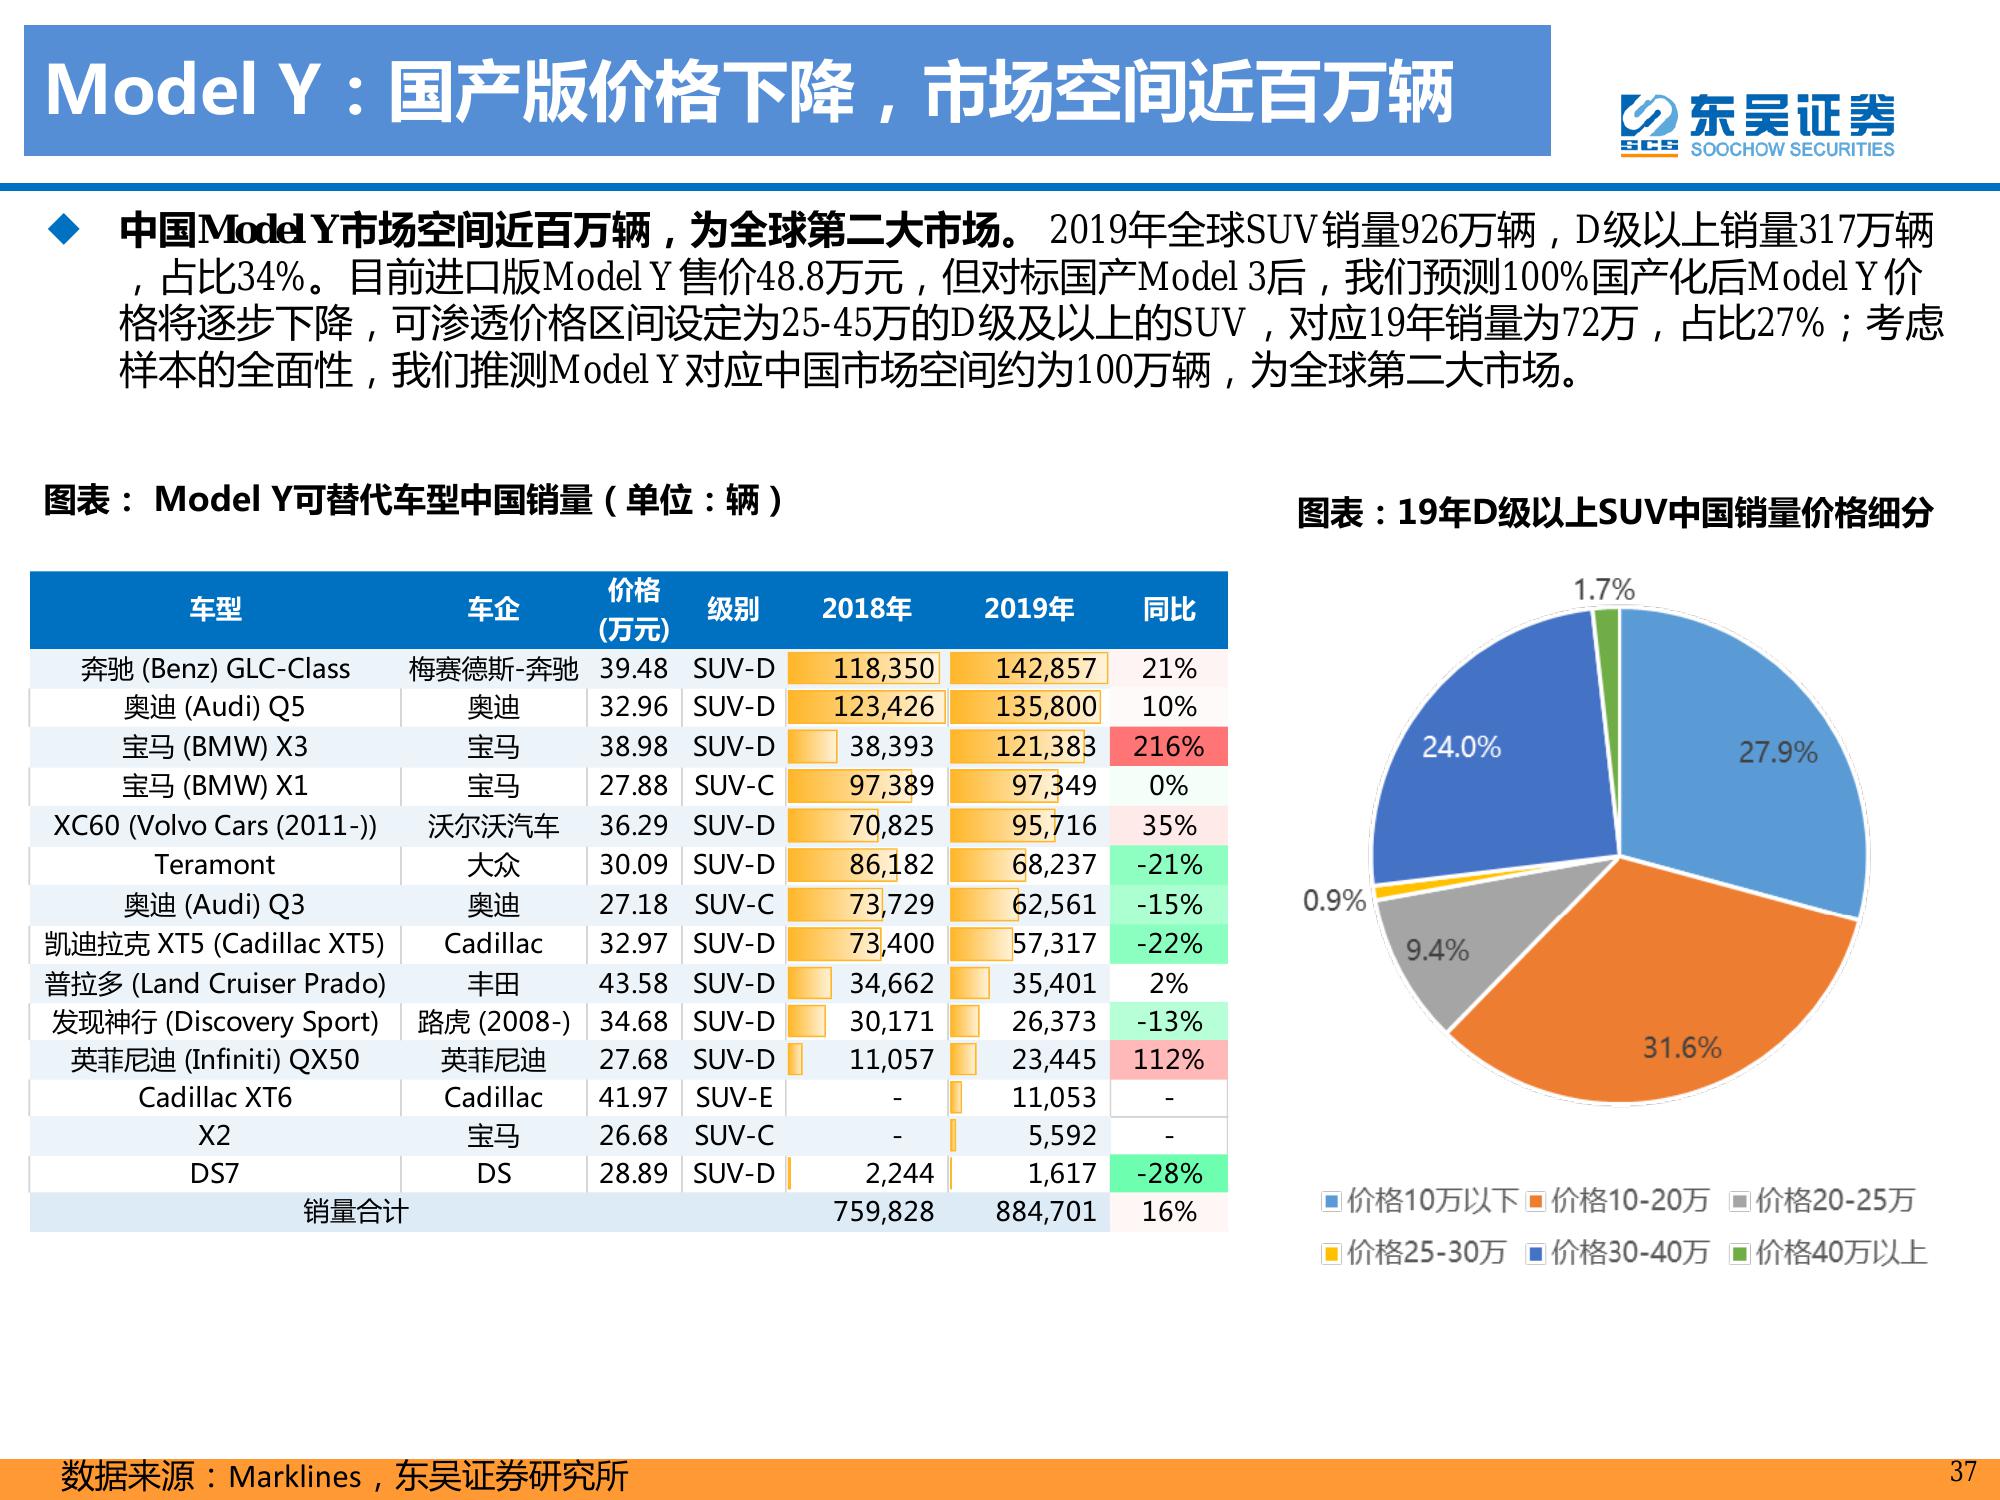 Model Y：国产版价格下降，市场空间近百万辆
SCS
东吴证券
SOOCHOW SECURITIES
中国Model Y市场空间近百万辆，为全球第二大市场。 2019年全球SUV销量926万辆，D级以上销量317万辆
，占比34%。目前进口版Model Y售价48.8万元，但对标国产Model 3后，我们预测100%国产化后Model Y价
格将逐步下降，可渗透价格区间设定为25-45万的D级及以上的SUV，对应19年销量为72万，占比27%；考虑
样本的全面性，我们推测Model Y对应中国市场空间约为100万辆，为全球第二大市场。
图表： Model Y可替代车型中国销量（单位：辆）
车型 车企 价格(万元) 级别 2018年 2019年 同比
奔驰 (Benz) GLC-Class 梅赛德斯-奔驰 39.48 SUV-D 118,350 142,857 21%
奥迪 (Audi) Q5 奥迪 32.96 SUV-D 123,426 135,800 10%
宝马 (BMW) X3 宝马 38.98 SUV-D 38,393 121,383 216%
宝马 (BMW) X1 宝马 27.88 SUV-C 97,389 97,349 0%
XC60 (Volvo Cars (2011-)) 沃尔沃汽车 36.29 SUV-D 70,825 95,716 35%
Teramont 大众 30.09 SUV-D 86,182 68,237 -21%
奥迪 (Audi) Q3 奥迪 27.18 SUV-C 73,729 62,561 -15%
凯迪拉克 XT5 (Cadillac XT5) Cadillac 32.97 SUV-D 73,400 57,317 -22%
普拉多 (Land Cruiser Prado) 丰田 43.58 SUV-D 34,662 35,401 2%
发现神行 (Discovery Sport) 路虎 (2008-) 34.68 SUV-D 30,171 26,373 -13%
英菲尼迪 (Infiniti) QX50 英菲尼迪 27.68 SUV-D 11,057 23,445 112%
Cadillac XT6 Cadillac 41.97 SUV-E - 11,053 -
X2 宝马 26.68 SUV-C - 5,592 -
DS7 DS 28.89 SUV-D 2,244 1,617 -28%
销量合计 759,828 884,701 16%
图表：19年D级以上SUV中国销量价格细分
1.7%
27.9%
24.0%
0.9%
9.4%
31.6%
价格10万以下 价格10-20万 价格20-25万
价格25-30万 价格30-40万 价格40万以上
数据来源：Marklines，东吴证券研究所
37